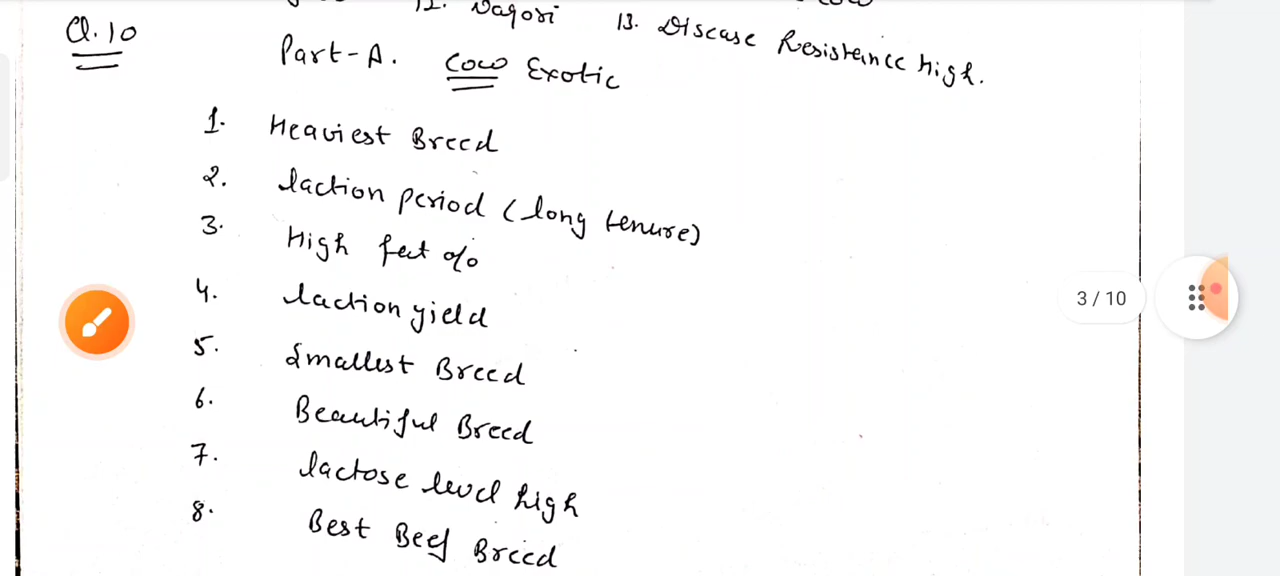 12. Nagori 13. Disease Resisteince high.
Q.10
Part-A. Cow Exotic
1. Heaviest Breed
2. laction period (long tenure)
3. High fat %
4. laction yield
5. Smallest Breed
6. Beautiful Breed
7. lactose level high
8. Best Beef Breed
3 / 10